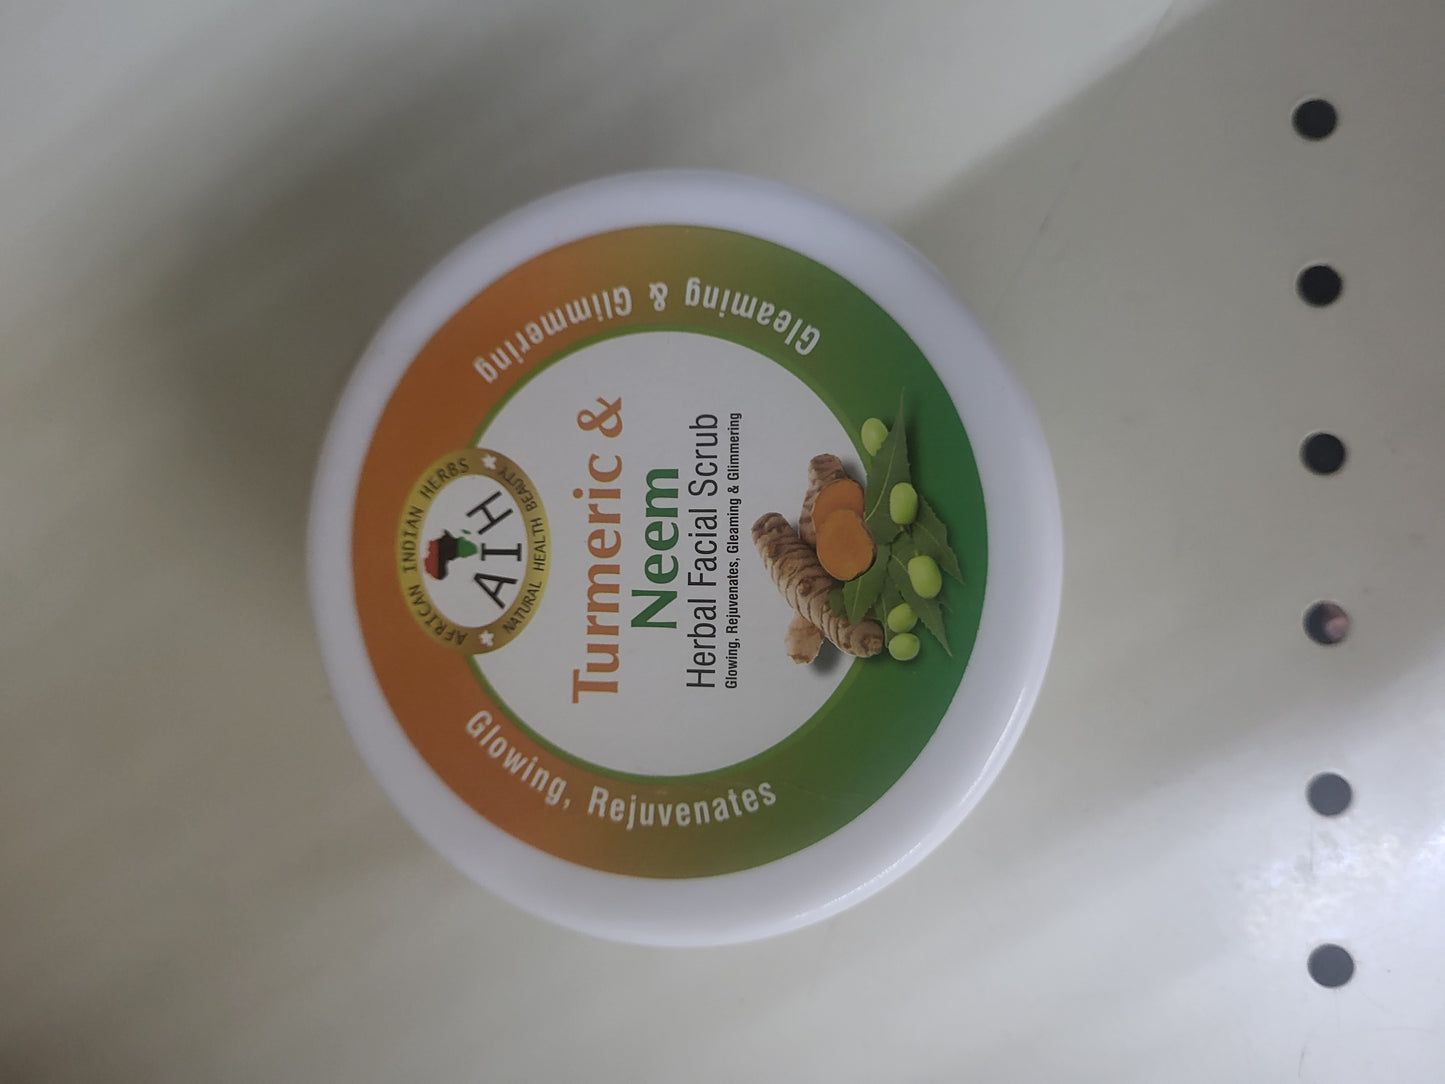 AFRICAN INDIAN HERBS
AIH
NATURAL HEALTH BEAUTY
Turmeric &
Neem
Herbal Facial Scrub
Glowing, Rejuvenates, Gleaming & Glimmering
Glowing, Rejuvenates
Gleaming & Glimmering